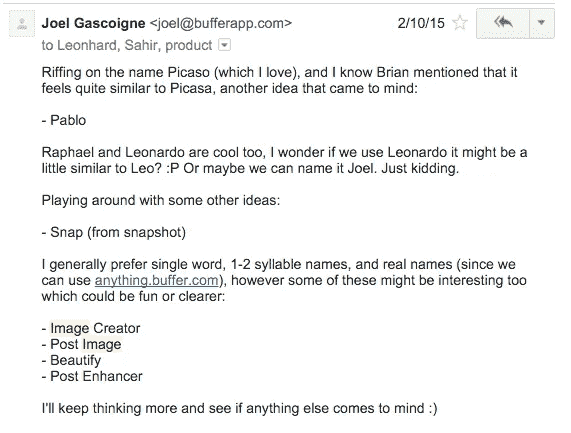 Joel Gascoigne <joel@bufferapp.com> 2/10/15
to Leonhard, Sahir, product
Riffing on the name Picaso (which I love), and I know Brian mentioned that it
feels quite similar to Picasa, another idea that came to mind:
- Pablo
Raphael and Leonardo are cool too, I wonder if we use Leonardo it might be a
little similar to Leo? :P Or maybe we can name it Joel. Just kidding.
Playing around with some other ideas:
- Snap (from snapshot)
I generally prefer single word, 1-2 syllable names, and real names (since we
can use anything.buffer.com), however some of these might be interesting too
which could be fun or clearer:
- Image Creator
- Post Image
- Beautify
- Post Enhancer
I'll keep thinking more and see if anything else comes to mind :)